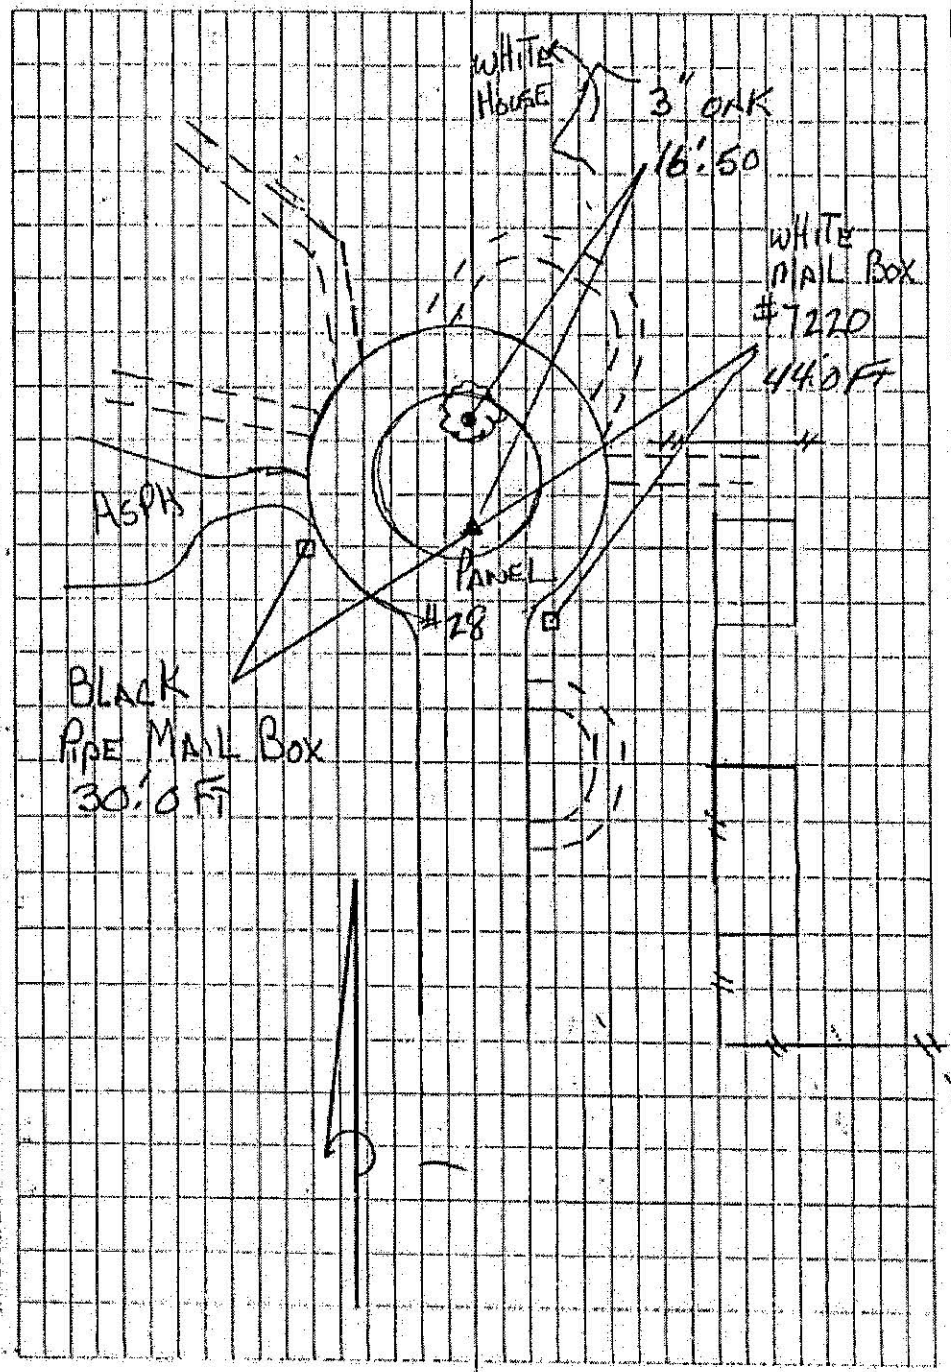 WHITE
HOUSE
3" OAK
16'.50
WHITE
MAIL BOX
#7220
44.0 FT
ASPH
PANEL
#28
BLACK
PIPE MAIL BOX
30'.0 FT